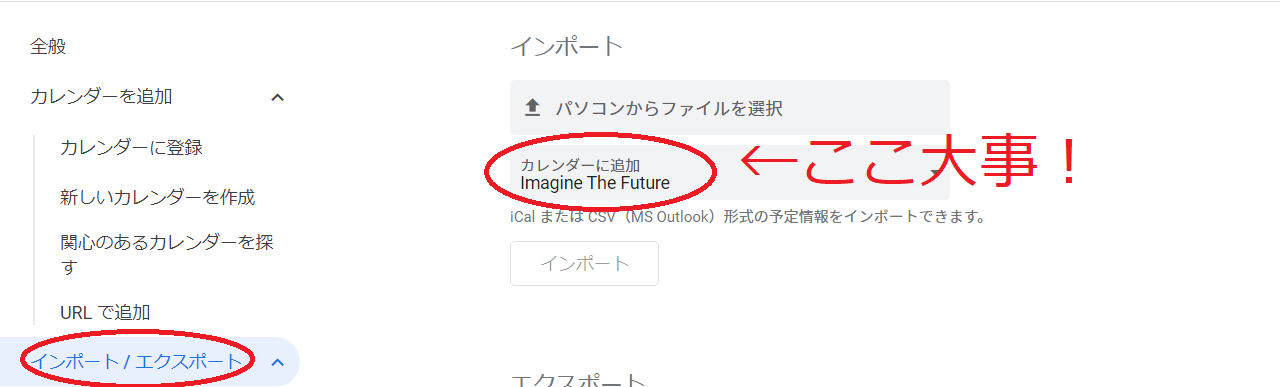 全般
カレンダーを追加
カレンダーに登録
新しいカレンダーを作成
関心のあるカレンダーを探
す
URL で追加
インポート / エクスポート
インポート
パソコンからファイルを選択
カレンダーに追加
Imagine The Future
←ここ大事！
iCal または CSV（MS Outlook）形式の予定情報をインポートできます。
インポート
エクスポート